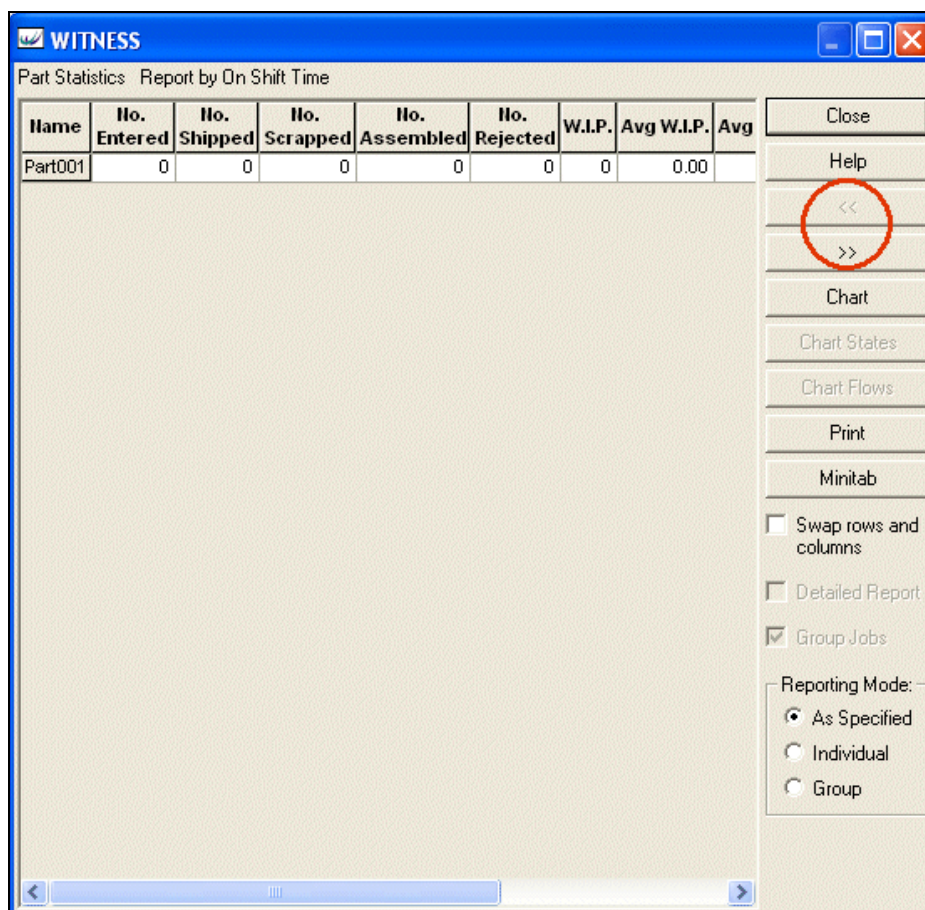 WITNESS
Part Statistics Report by On Shift Time
Name No. Entered No. Shipped No. Scrapped No. Assembled No. Rejected W.I.P. Avg W.I.P. Avg
Part001 0 0 0 0 0 0 0.00
Close
Help
<<
>>
Chart
Chart States
Chart Flows
Print
Minitab
Swap rows and
columns
Detailed Report
Group Jobs
Reporting Mode:
As Specified
Individual
Group